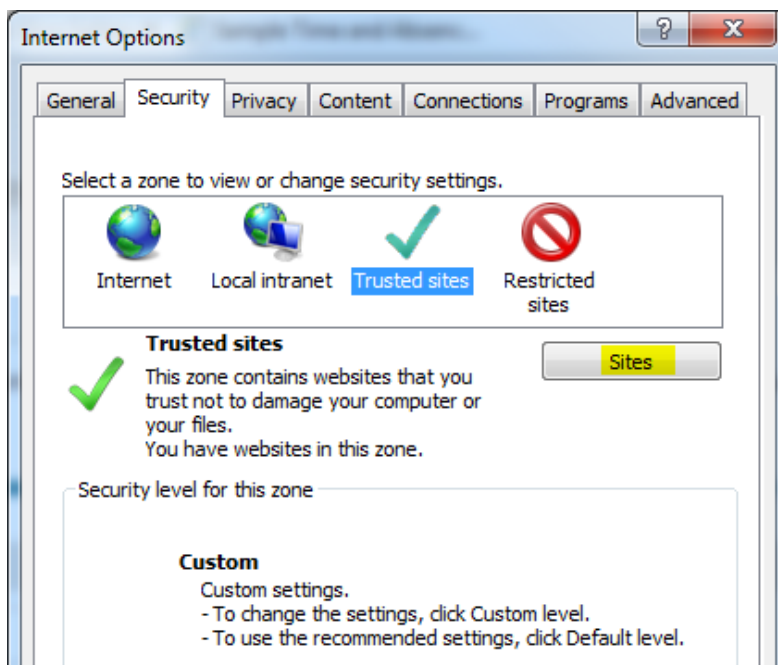 Internet Options
General Security Privacy Content Connections Programs Advanced
Select a zone to view or change security settings.
Internet Local intranet Trusted sites Restricted
sites
Trusted sites
Sites
This zone contains websites that you
trust not to damage your computer or
your files.
You have websites in this zone.
Security level for this zone
Custom
Custom settings.
- To change the settings, click Custom level.
- To use the recommended settings, click Default level.